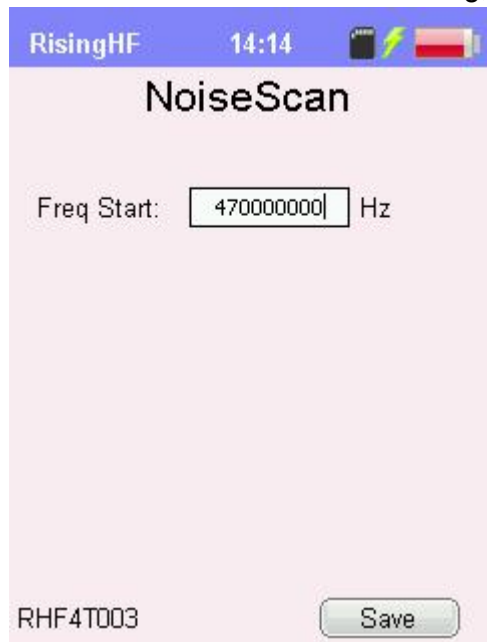 RisingHF 14:14
NoiseScan
Freq Start: 470000000 Hz
RHF4T003 Save